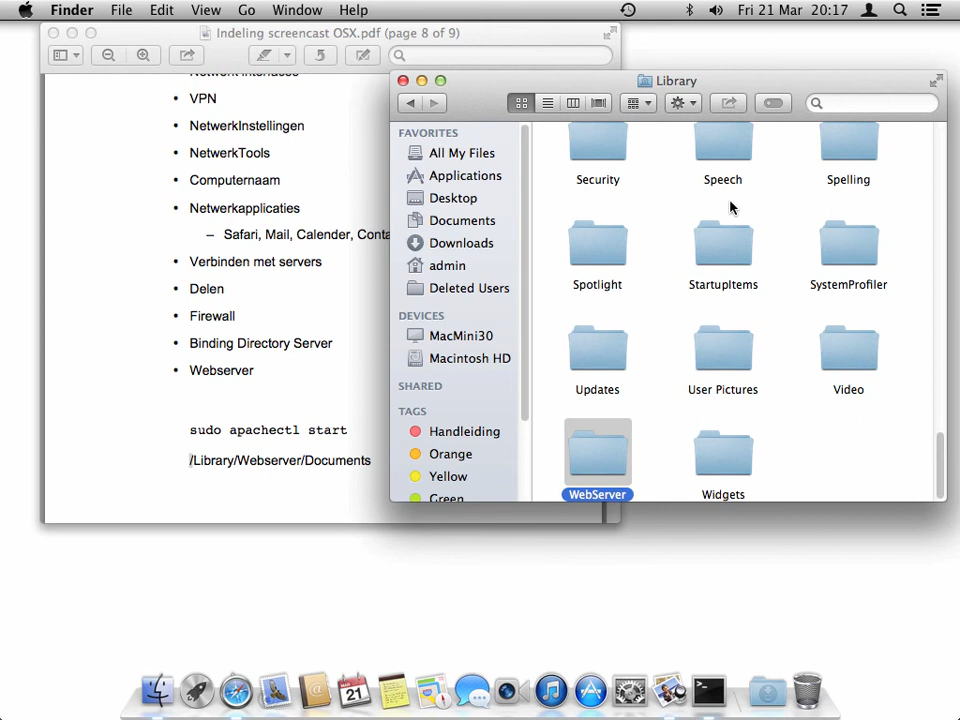 Finder File Edit View Go Window Help Fri 21 Mar 20:17
Indeling screencast OSX.pdf (page 8 of 9)
• VPN
• NetwerkInstellingen
• NetwerkTools
• Computernaam
• Netwerkapplicaties
– Safari, Mail, Calender, Conta
• Verbinden met servers
• Delen
• Firewall
• Binding Directory Server
• Webserver
sudo apachectl start
/Library/Webserver/Documents
Library
FAVORITES
All My Files
Applications
Desktop
Documents
Downloads
admin
Deleted Users
DEVICES
MacMini30
Macintosh HD
SHARED
TAGS
Handleiding
Orange
Yellow
Green
Security Speech Spelling
Spotlight StartupItems SystemProfiler
Updates User Pictures Video
WebServer Widgets
21